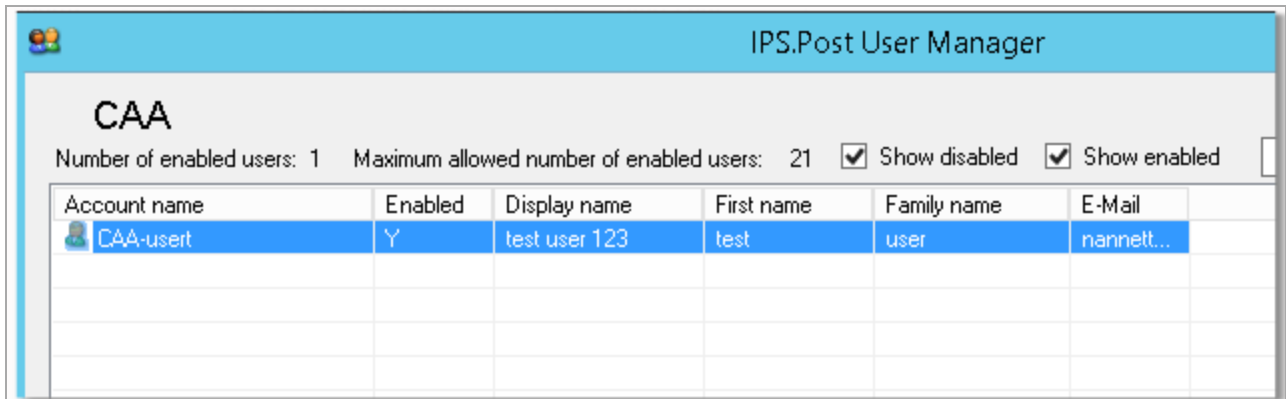 IPS.Post User Manager
CAA
Number of enabled users: 1 Maximum allowed number of enabled users: 21 Show disabled Show enabled
Account name Enabled Display name First name Family name E-Mail
CAA-usert Y test user 123 test user nannett...